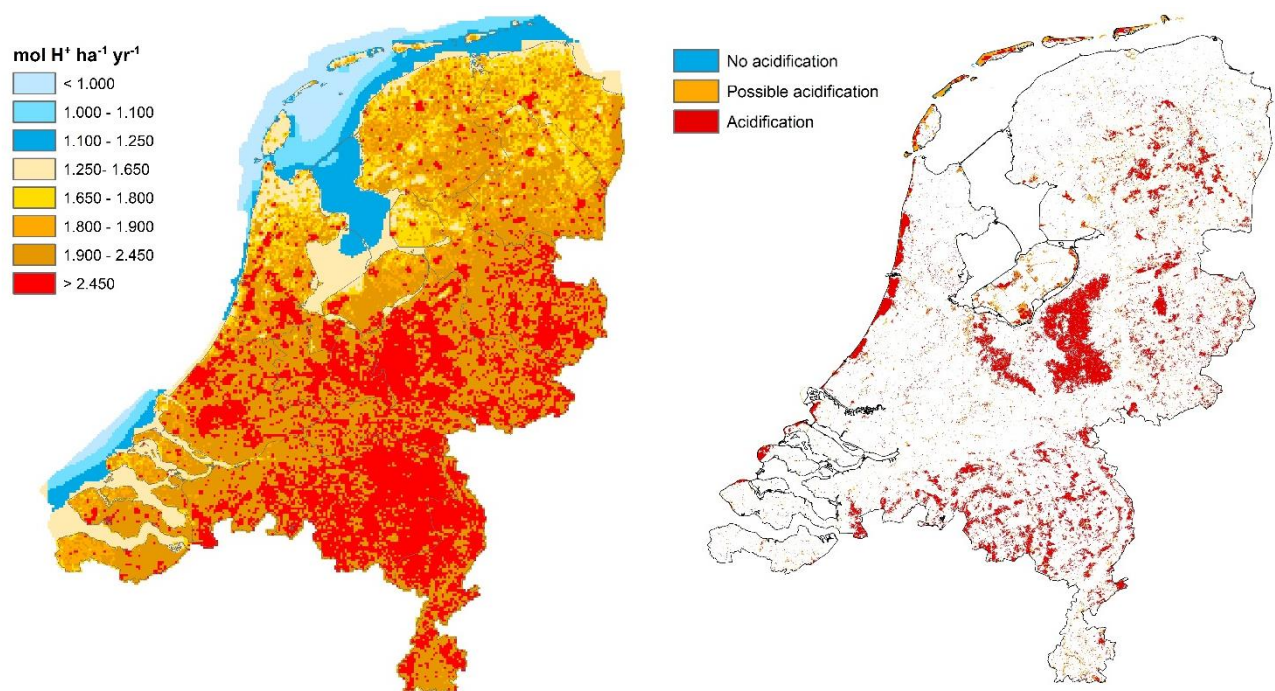 mol H⁺ ha⁻¹ yr⁻¹
< 1.000
1.000 - 1.100
1.100 - 1.250
1.250- 1.650
1.650 - 1.800
1.800 - 1.900
1.900 - 2.450
> 2.450
No acidification
Possible acidification
Acidification